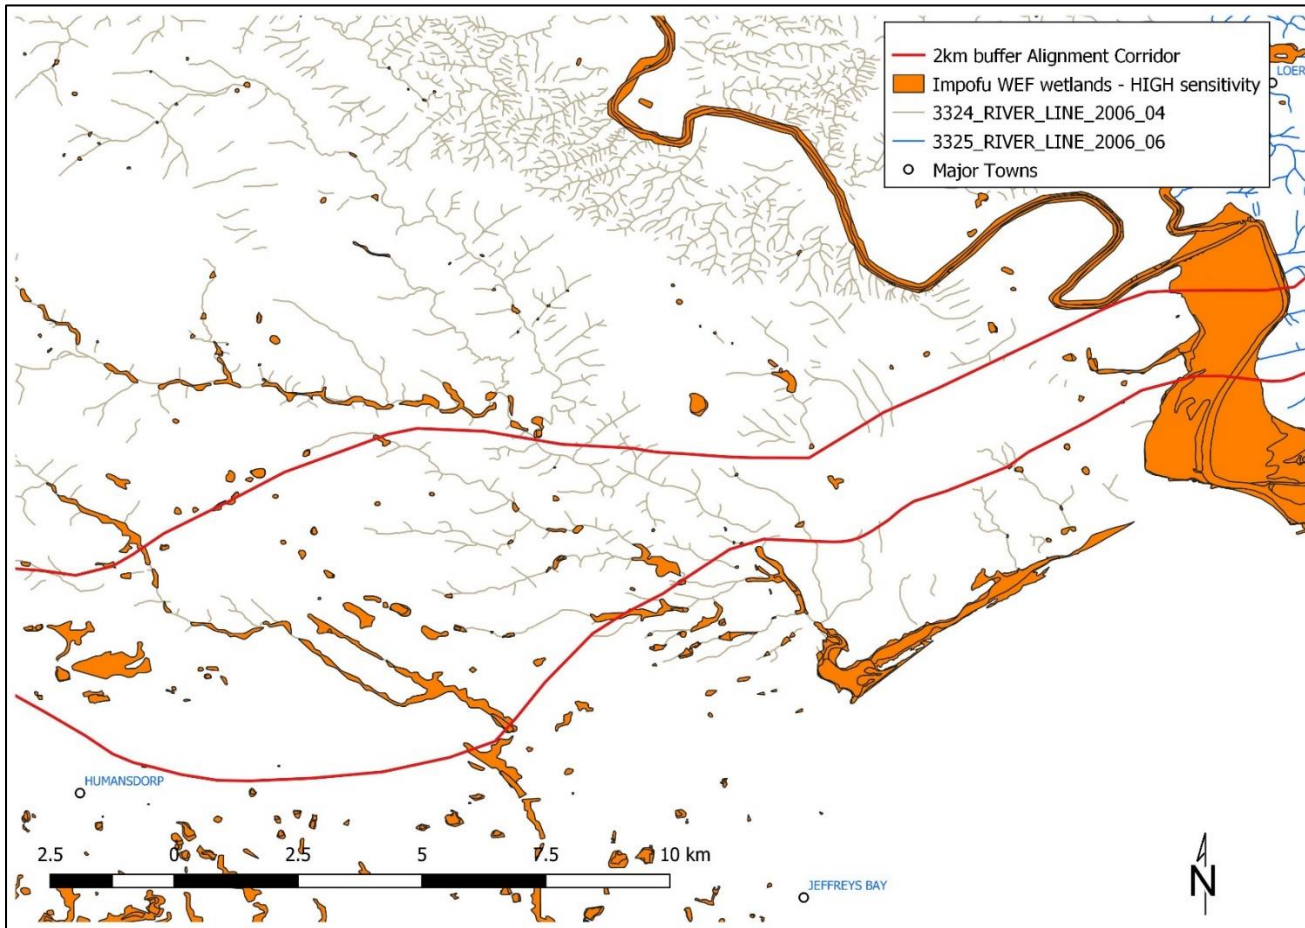 2km buffer Alignment Corridor
Impofu WEF wetlands - HIGH sensitivity
3324_RIVER_LINE_2006_04
3325_RIVER_LINE_2006_06
Major Towns
LOER
HUMANSDORP
2.5 0 2.5 5 7.5 10 km
JEFFREYS BAY
N